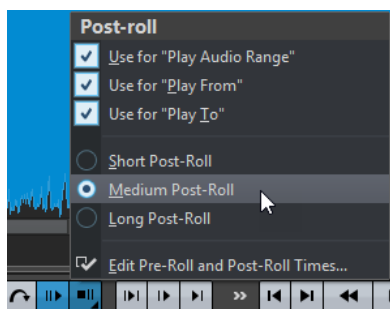 Post-roll
Use for "Play Audio Range"
Use for "Play From"
Use for "Play To"
Short Post-Roll
Medium Post-Roll
Long Post-Roll
Edit Pre-Roll and Post-Roll Times...